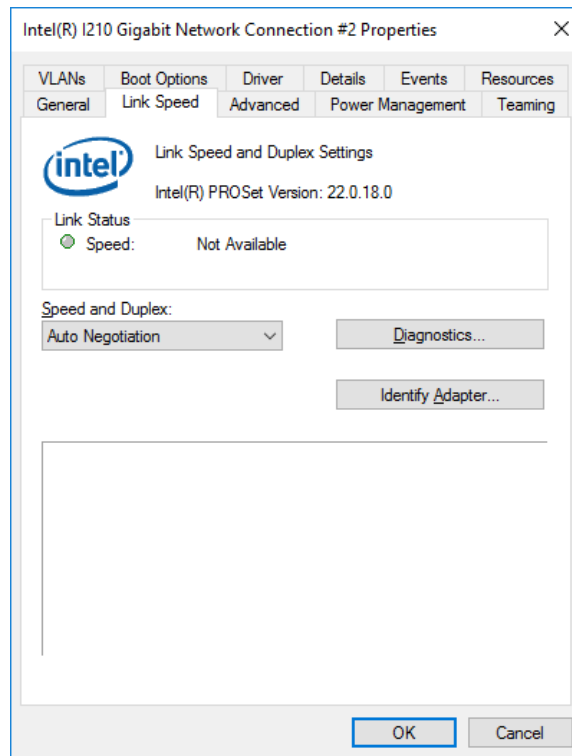 Intel(R) I210 Gigabit Network Connection #2 Properties
VLANs Boot Options Driver Details Events Resources
General Link Speed Advanced Power Management Teaming
intel
Link Speed and Duplex Settings
Intel(R) PROSet Version: 22.0.18.0
Link Status
Speed: Not Available
Speed and Duplex:
Auto Negotiation Diagnostics...
Identify Adapter...
OK Cancel